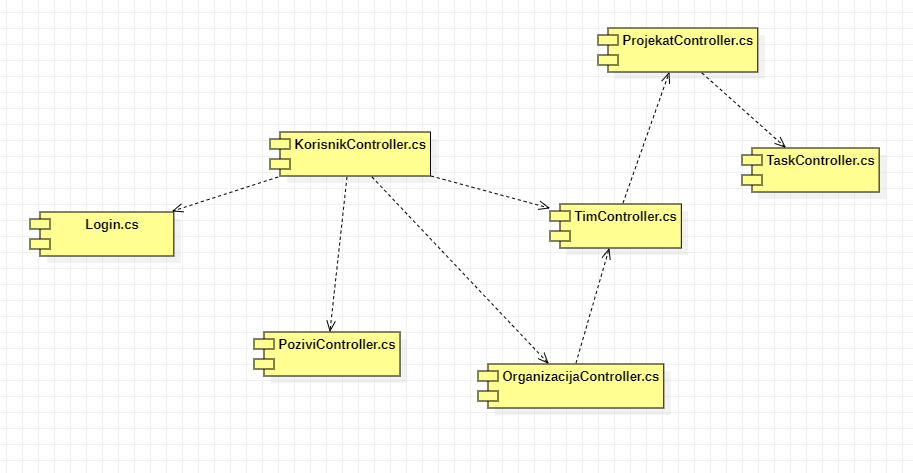 ProjekatController.cs
KorisnikController.cs
TaskController.cs
Login.cs
TimController.cs
PoziviController.cs
OrganizacijaController.cs